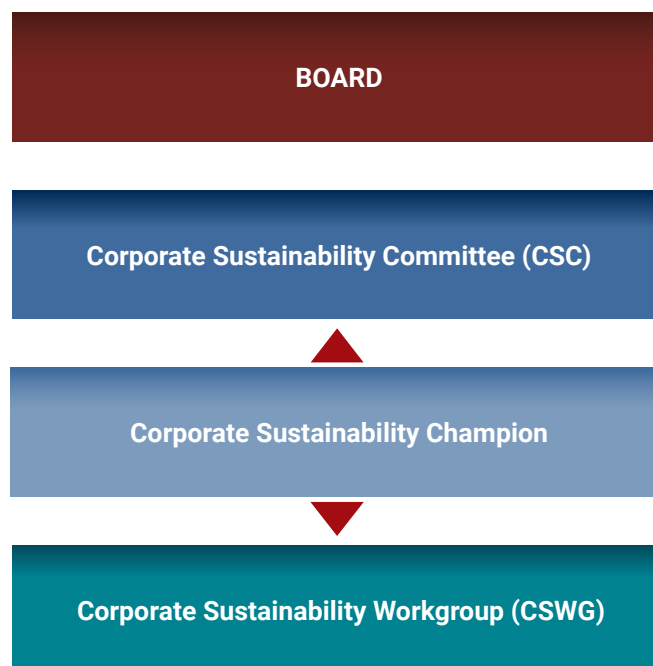 BOARD
Corporate Sustainability Committee (CSC)
Corporate Sustainability Champion
Corporate Sustainability Workgroup (CSWG)